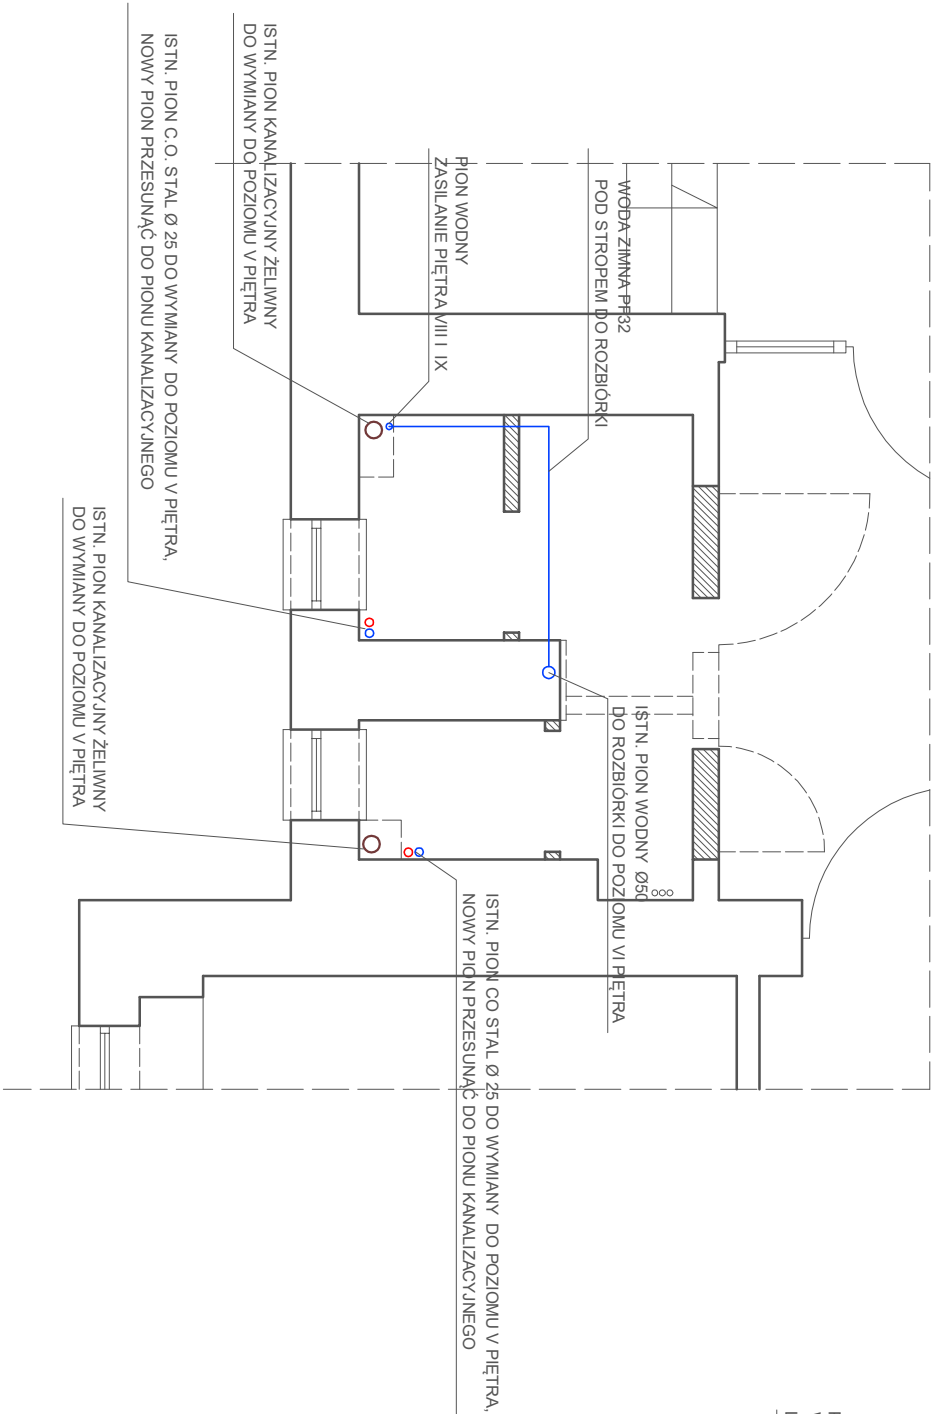 WODA ZIMNA PP32
POD STROPEM DO ROZBIÓRKI
PION WODNY
ZASILANIE PIĘTRA VIII I IX
ISTN. PION KANALIZACYJNY ŻELIWNY
DO WYMIANY DO POZIOMU V PIĘTRA
ISTN. PION C.O. STAL Ø 25 DO WYMIANY DO POZIOMU V PIĘTRA,
NOWY PION PRZESUNĄĆ DO PIONU KANALIZACYJNEGO
ISTN. PION KANALIZACYJNY ŻELIWNY
DO WYMIANY DO POZIOMU V PIĘTRA
ISTN. PION WODNY Ø50
DO ROZBIÓRKI DO POZIOMU VI PIĘTRA
ISTN. PION CO STAL Ø 25 DO WYMIANY DO POZIOMU V PIĘTRA,
NOWY PION PRZESUNĄĆ DO PIONU KANALIZACYJNEGO